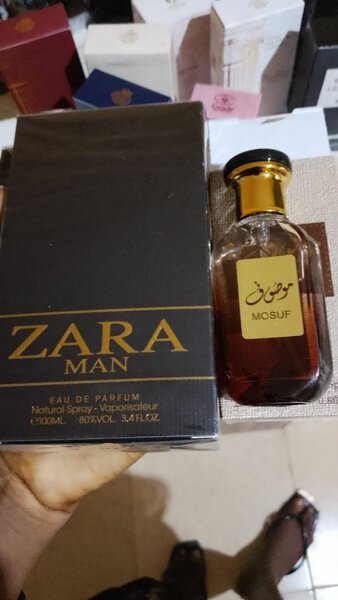 ZARA
MAN
EAU DE PARFUM
Natural Spray - Vaporisateur
e100ML 80%VOL 3.4 FL.OZ.
موصوف
MOSUF